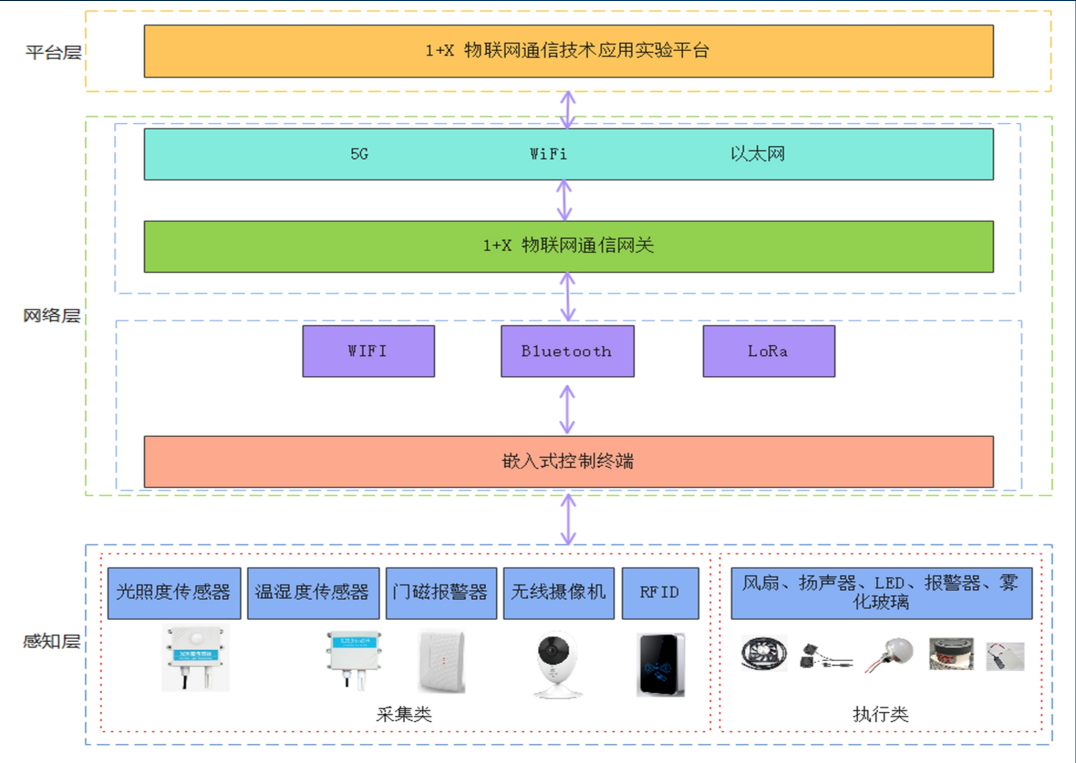 平台层
1+X 物联网通信技术应用实验平台
5G
WiFi
以太网
1+X 物联网通信网关
网络层
WIFI
Bluetooth
LoRa
嵌入式控制终端
感知层
光照度传感器
温湿度传感器
门磁报警器
无线摄像机
RFID
风扇、扬声器、LED、报警器、雾
化玻璃
采集类
执行类